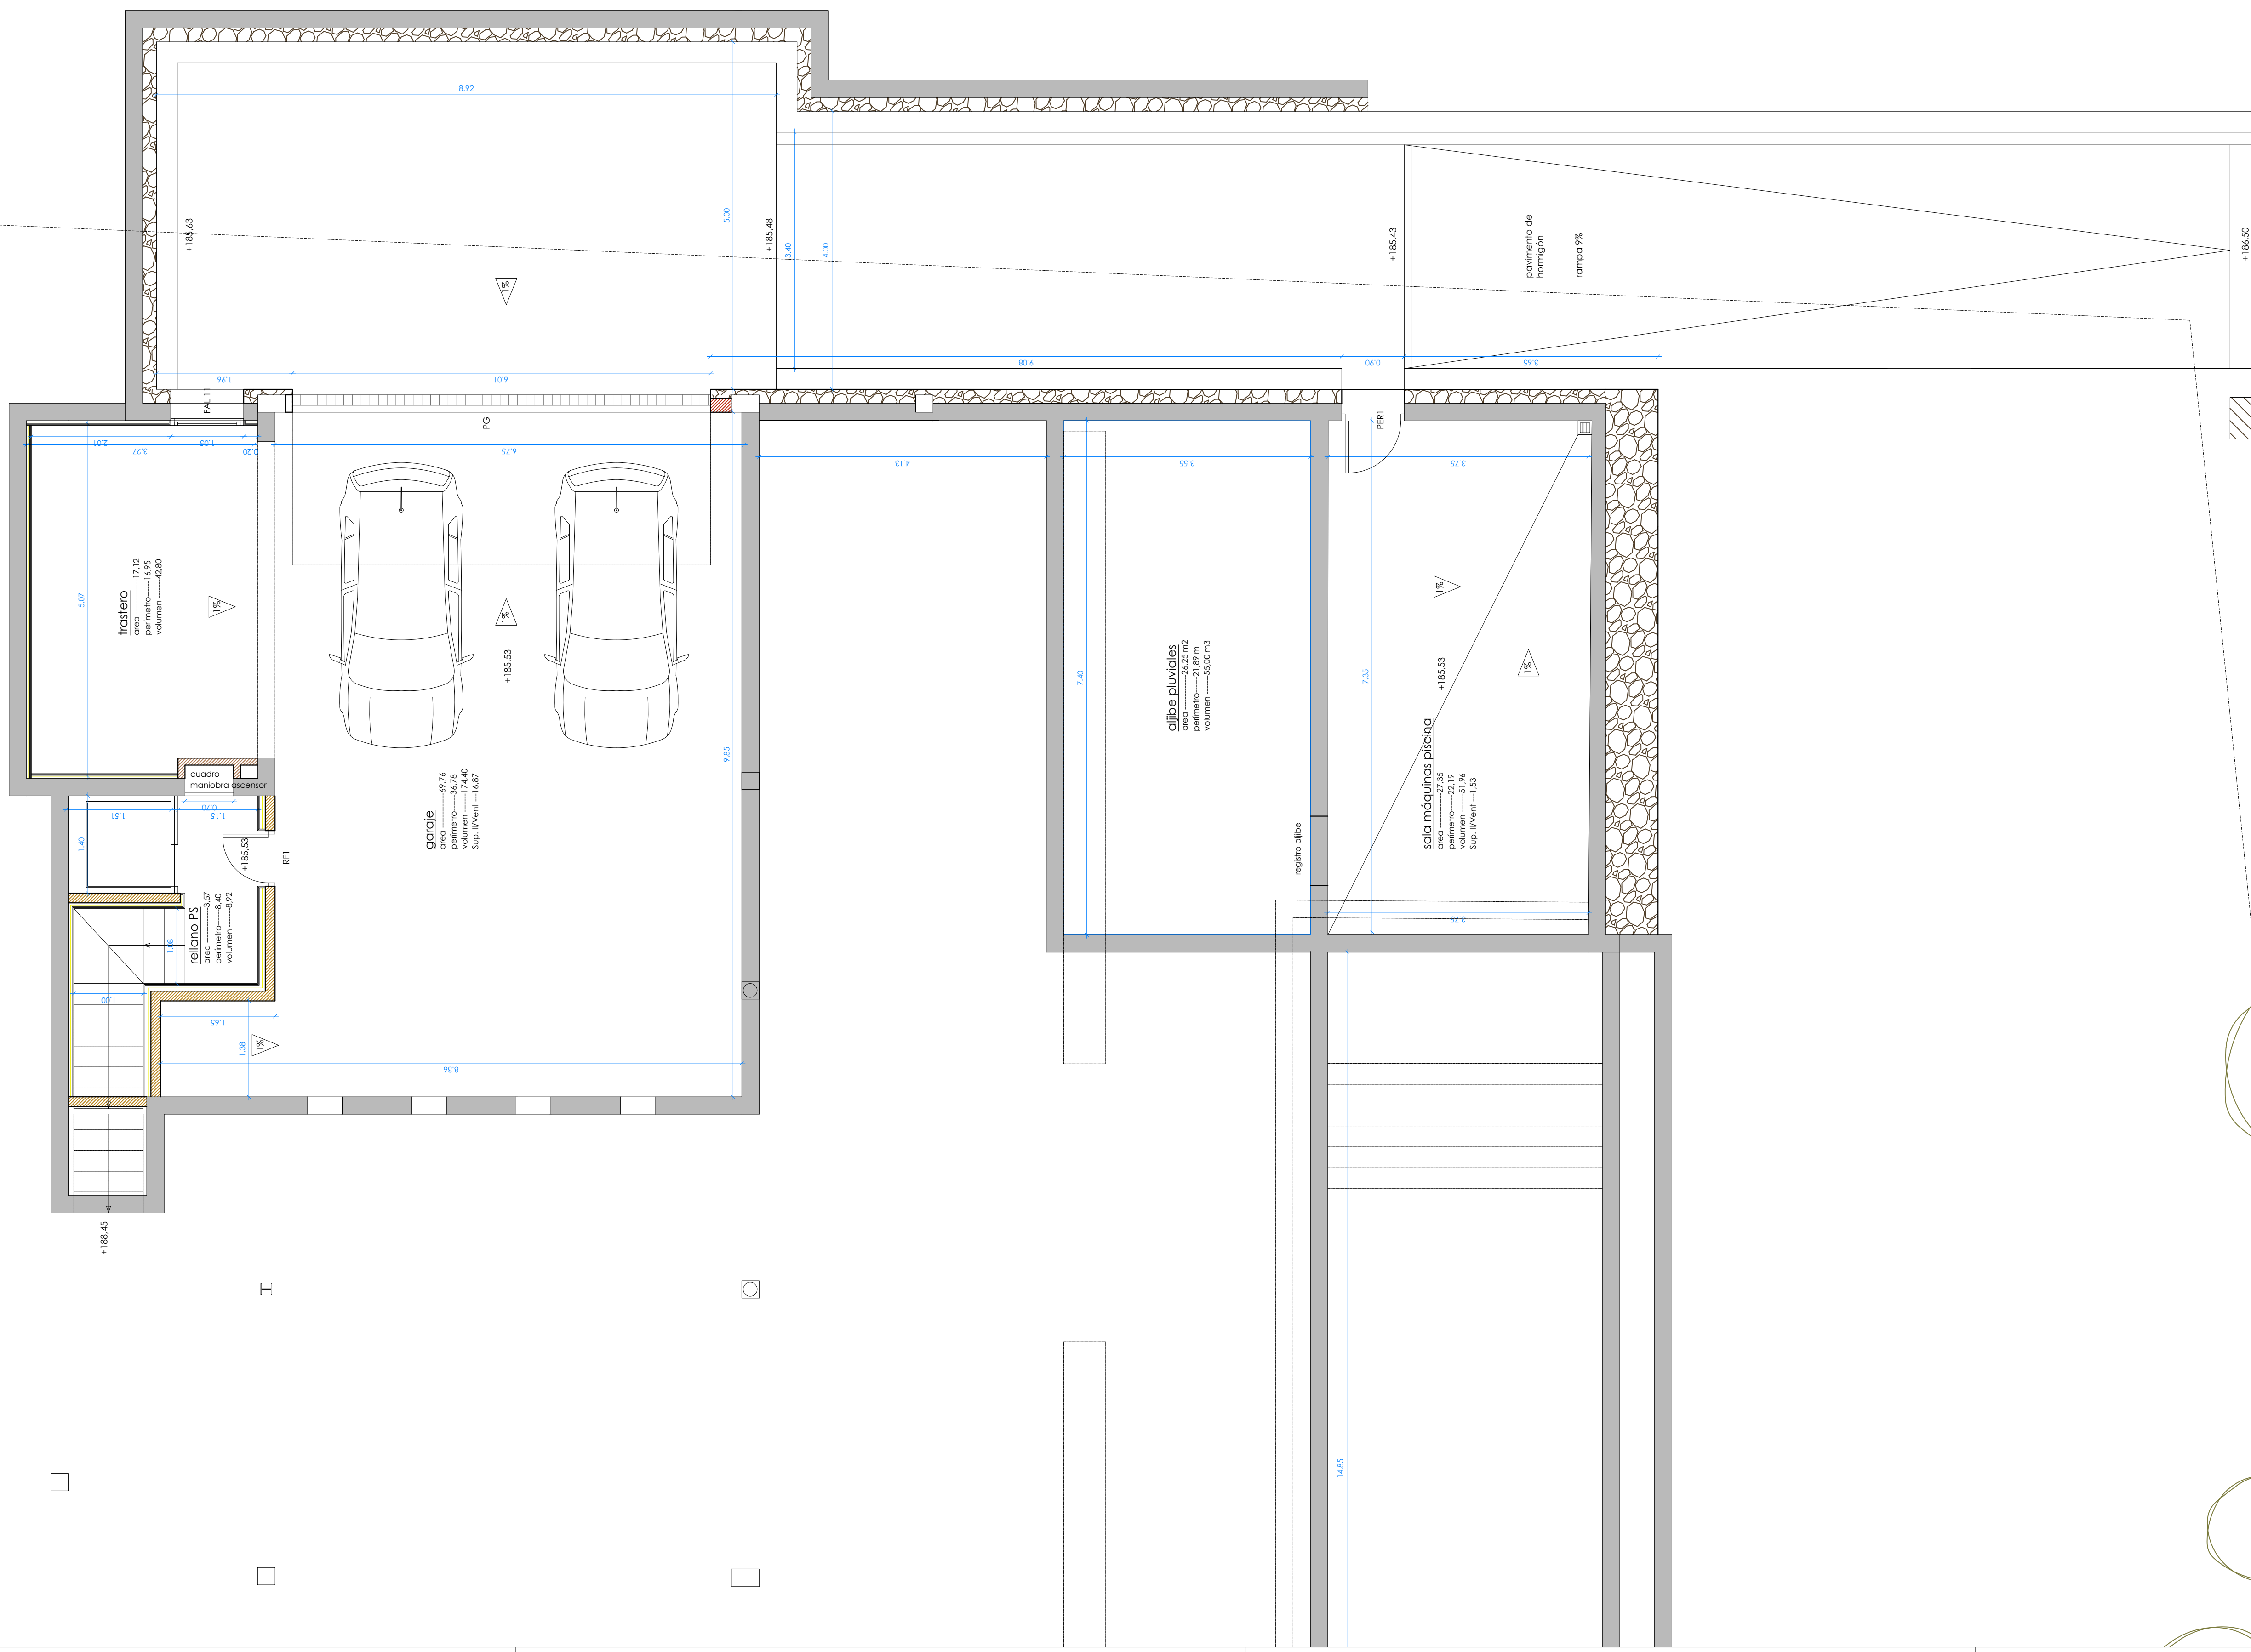 8.92
+185,63
5.00
+185,48
3.40
4.00
+185,43
pavimento de
hormigón
rampa 9%
+186,50
1%
1.96
6.01
9.08
0.90
3.65
FAL 11
PG
PER1
2.01
1.05
3.27
0.20
6.75
4.13
3.55
3.75
5.07
trastero
area -------------17,12
perímetro------16,95
volumen -------42,80
1%
1%
+185,53
7.40
aljibe pluviales
area -------------26,25 m2
perímetro------21,89 m
volumen -------55,00 m3
7.35
1%
+185,53
1%
sala máquinas piscina
area -------------27,35
perímetro------22,19
volumen -------51,96
Sup. Il/Vent ---1,53
9.85
garaje
area -------------69,76
perímetro------36,78
volumen -------174,40
Sup. Il/Vent ---16,87
cuadro
maniobra ascensor
0.70
1.51
1.15
1.40
+185,53
RF1
registro aljibe
rellano PS
area -------------3,57
perímetro------8,40
volumen -------8,92
1.08
3.75
1.00
1.65
1.38
1%
8.36
+188,45
14.85